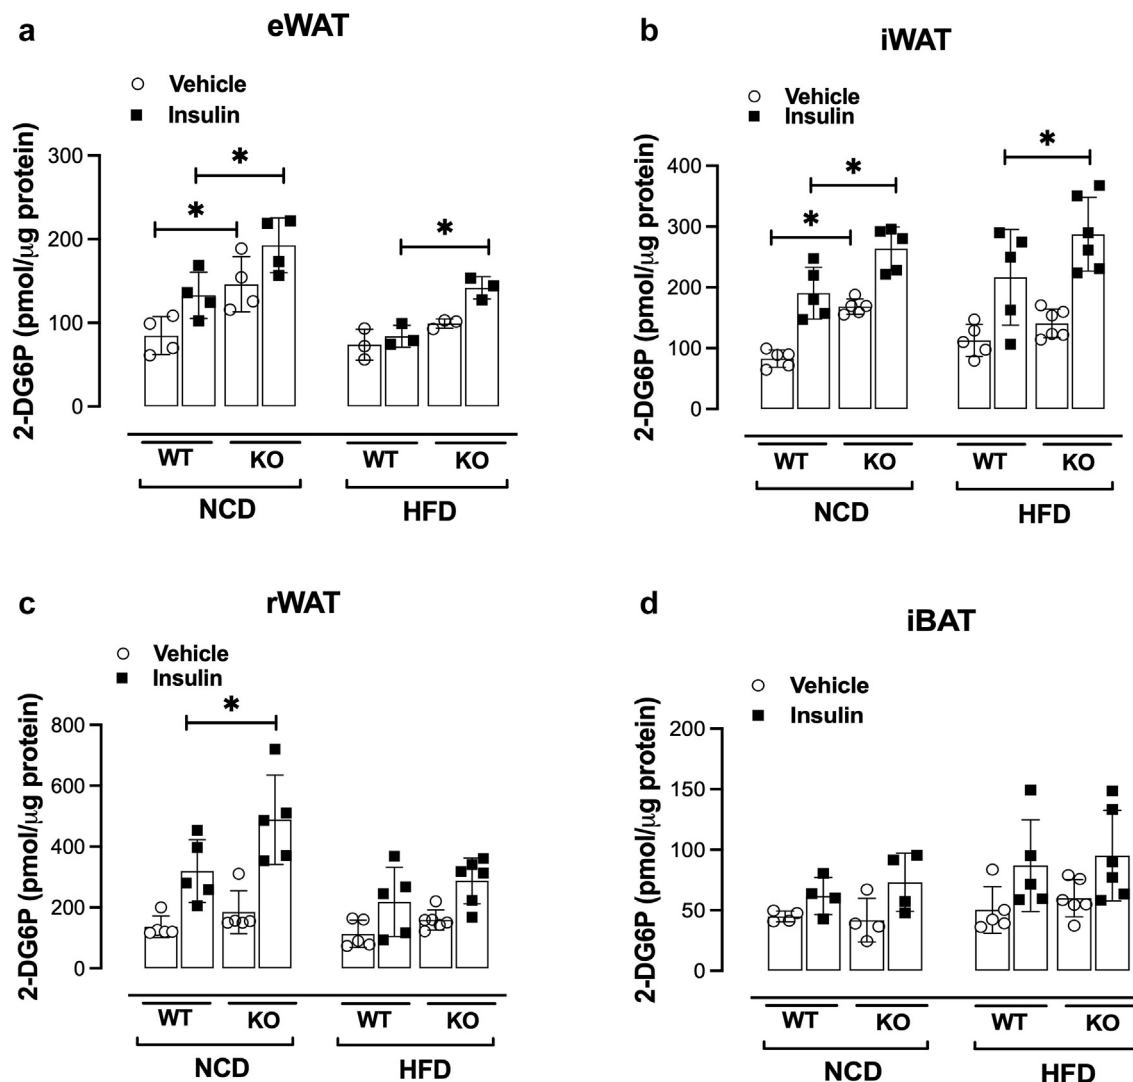 a
eWAT
Vehicle
Insulin
2-DG6P (pmol/μg protein)
300
200
100
0
*
*
*
WT
KO
WT
KO
NCD
HFD
b
iWAT
Vehicle
Insulin
2-DG6P (pmol/μg protein)
400
300
200
100
0
*
*
*
WT
KO
WT
KO
NCD
HFD
c
rWAT
Vehicle
Insulin
2-DG6P (pmol/μg protein)
800
600
400
200
0
*
WT
KO
WT
KO
NCD
HFD
d
iBAT
Vehicle
Insulin
2-DG6P (pmol/μg protein)
200
150
100
50
0
WT
KO
WT
KO
NCD
HFD